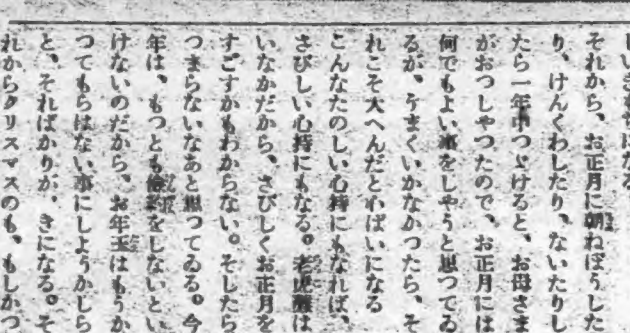 しいきもちになる
それから、お正月に朝ねぼうした
り、けんくわしたり、ないたりし
たら一年中つゞけると、お母さま
がおつしやつたので、お正月には
何でもよい事をしやうと思つてゐ
るが、うまくいかなかつたら、そ
れこそ大へんだと心ぱいになる
こんなたのしい心持にもなれば、
さびしい心持にもなる。老虎灘は
いなかだから、さびしくお正月を
すごすかもわからない。そしたら
つまらないなあと思つてゐる。今
年は、もつとも儉約をしないとい
けないのだから、お年玉はもうか
つてもらはない事にしようかしら
と、そればかりが、きになる。そ
れからクリスマスのも、もしかつ